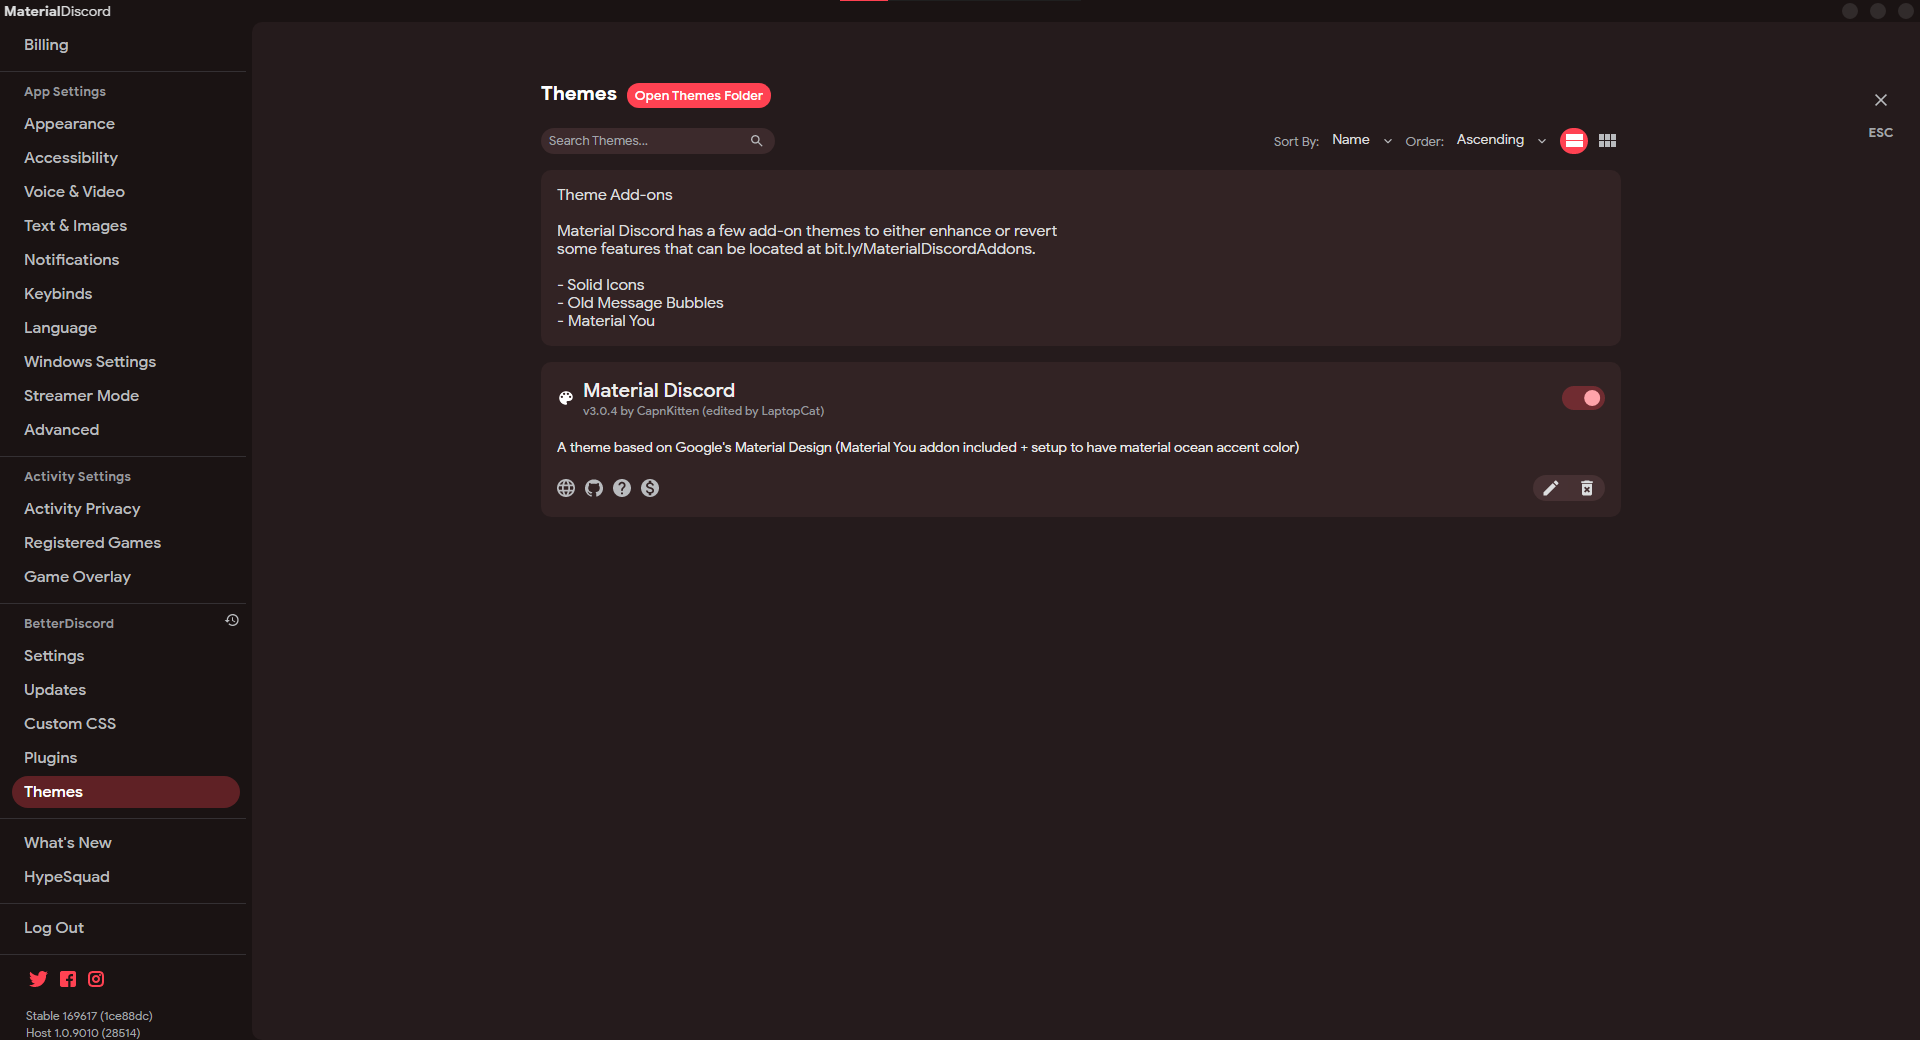 MaterialDiscord
Billing
App Settings
Appearance
Accessibility
Voice & Video
Text & Images
Notifications
Keybinds
Language
Windows Settings
Streamer Mode
Advanced
Activity Settings
Activity Privacy
Registered Games
Game Overlay
BetterDiscord
Settings
Updates
Custom CSS
Plugins
Themes
What's New
HypeSquad
Log Out
Stable 169617 (1ce88dc)
Host 1.0.9010 (28514)
Themes Open Themes Folder
Search Themes...
Sort By: Name Order: Ascending
ESC
Theme Add-ons
Material Discord has a few add-on themes to either enhance or revert
some features that can be located at bit.ly/MaterialDiscordAddons.
- Solid Icons
- Old Message Bubbles
- Material You
Material Discord
v3.0.4 by CapnKitten (edited by LaptopCat)
A theme based on Google's Material Design (Material You addon included + setup to have material ocean accent color)